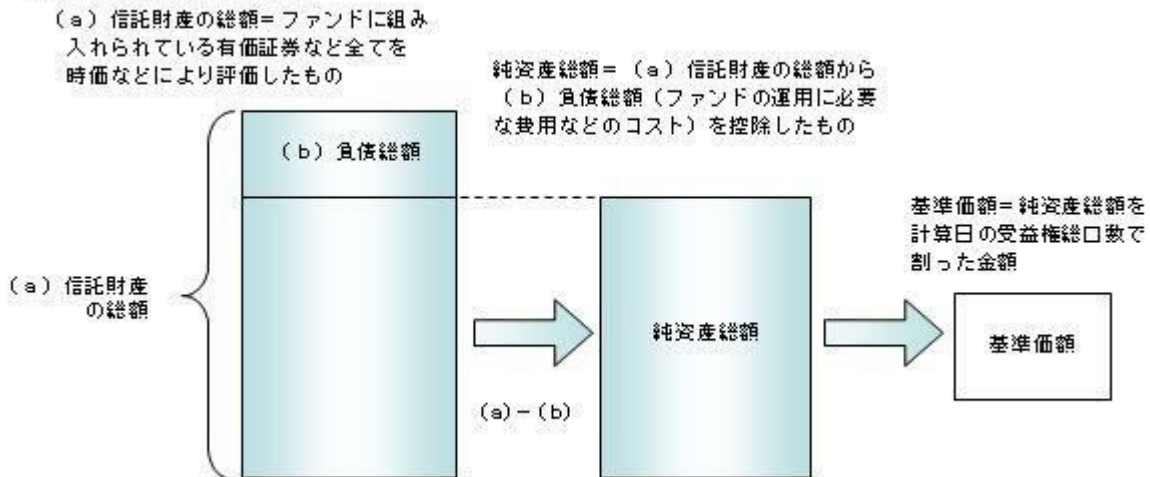 （a）信託財産の総額＝ファンドに組み
入れられている有価証券など全てを
時価などにより評価したもの
純資産総額＝（a）信託財産の総額から
（b）負債総額（ファンドの運用に必要
な費用などのコスト）を控除したもの
（b）負債総額
基準価額＝純資産総額を
計算日の受益権総口数で
割った金額
（a）信託財産
の総額
純資産総額
基準価額
（a）－（b）